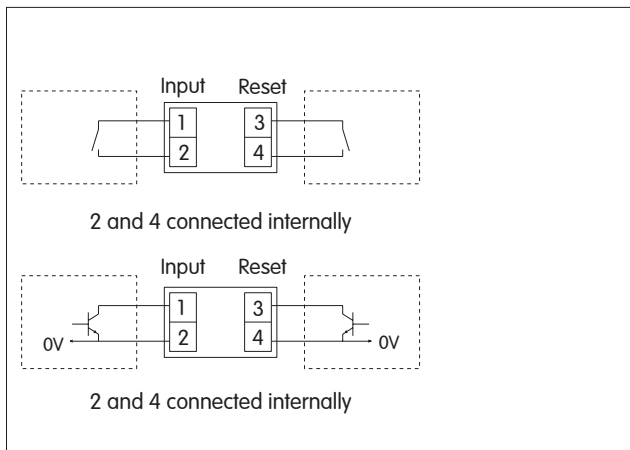 Input Reset
1 3
2 4
2 and 4 connected internally
Input Reset
1 3
0V 2 4 0V
2 and 4 connected internally